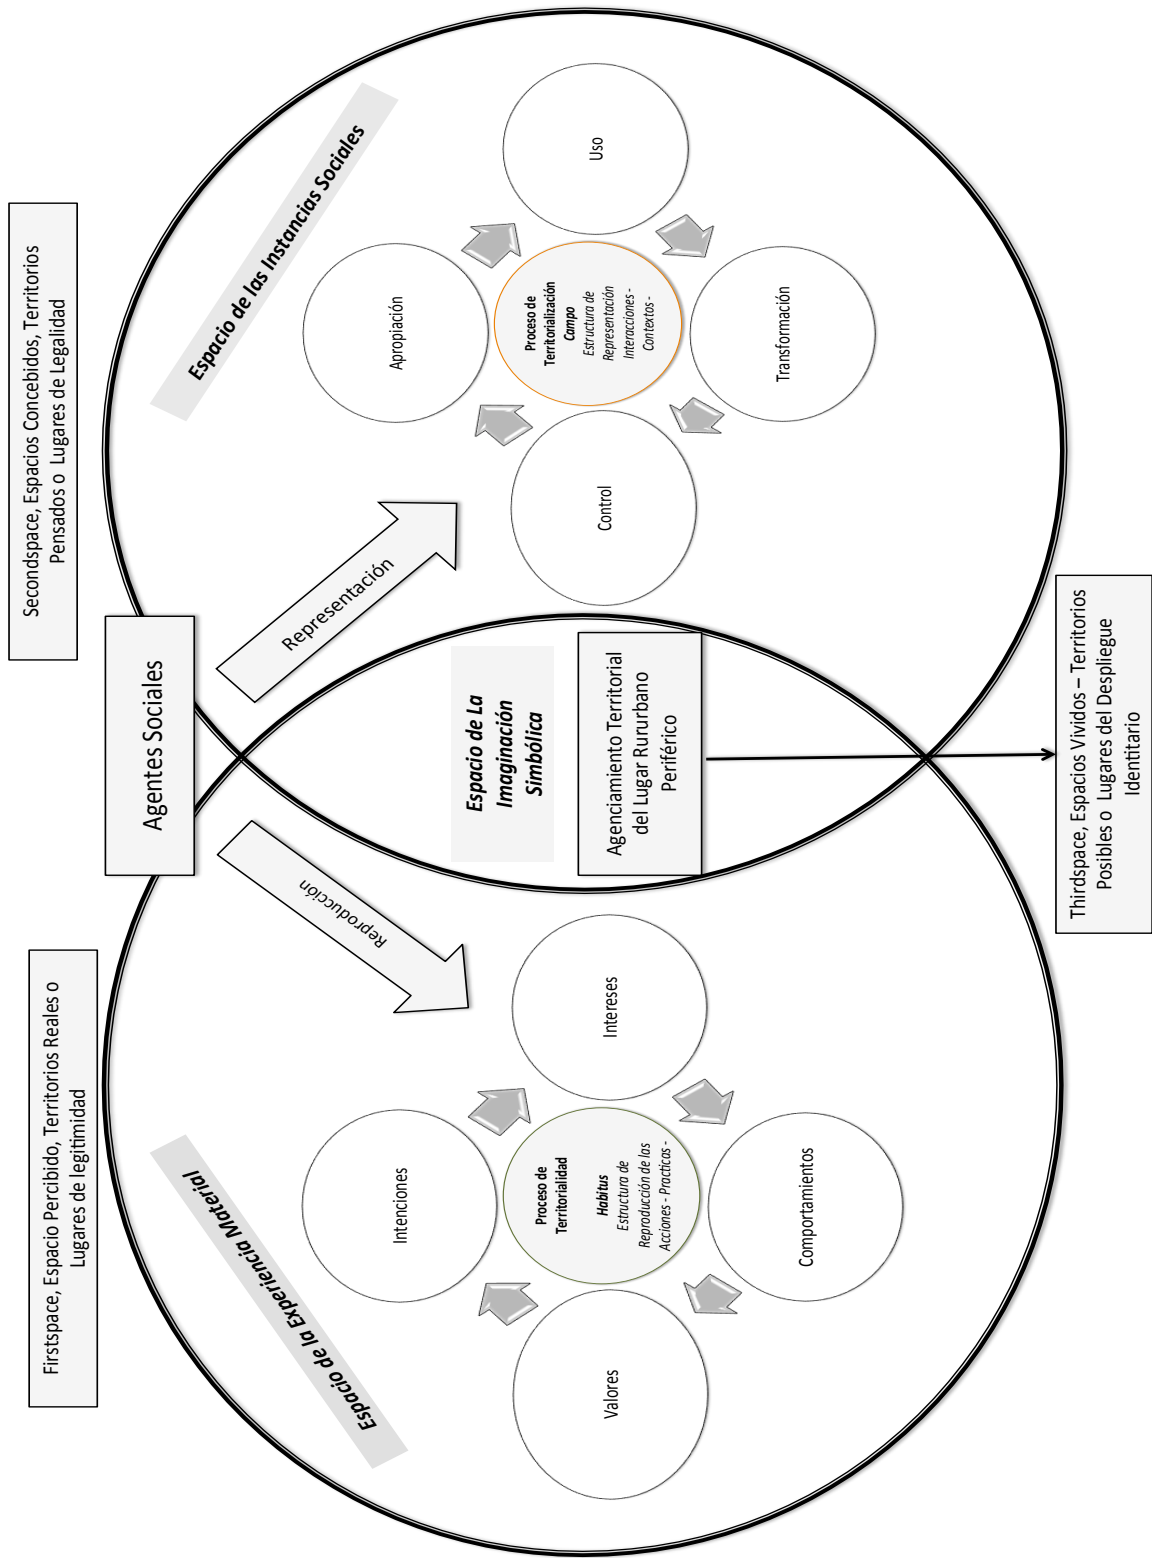 Firstspace, Espacio Percibido, Territorios Reales o
Lugares de legitimidad
Secondspace, Espacios Concebidos, Territorios
Pensados o Lugares de Legalidad
Agentes Sociales
Espacio de la Experiencia Material
Espacio de las Instancias Sociales
Reproducción
Representación
Intenciones
Intereses
Comportamientos
Valores
Proceso de
Territorialidad
Habitus
Estructura de
Reproducción de las
Acciones - Practicas -
Espacio de La
Imaginación
Simbólica
Agenciamiento Territorial
del Lugar Rururbano
Periférico
Apropiación
Uso
Transformación
Control
Proceso de
Territorialización
Campo
Estructura de
Representación
Interacciones -
Contextos -
Thirdspace, Espacios Vividos – Territorios
Posibles o Lugares del Despliegue
Identitario